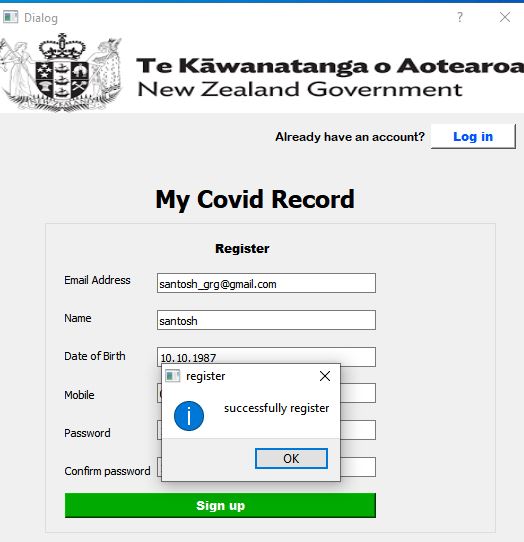 Dialog
?
Te Kāwanatanga o Aotearoa
New Zealand Government
Already have an account? Log in
My Covid Record
Register
Email Address santosh_grg@gmail.com
Name santosh
Date of Birth 10.10.1987
register
Mobile
successfully register
Password
OK
Confirm password
Sign up